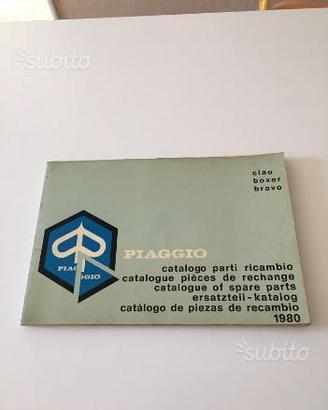 subito
ciao
boxer
bravo
PIAGGIO
PIAGGIO
catalogo parti ricambio
catalogue pièces de rechange
catalogue of spare parts
ersatzteil-katalog
catálogo de piezas de recambio
1980
subito